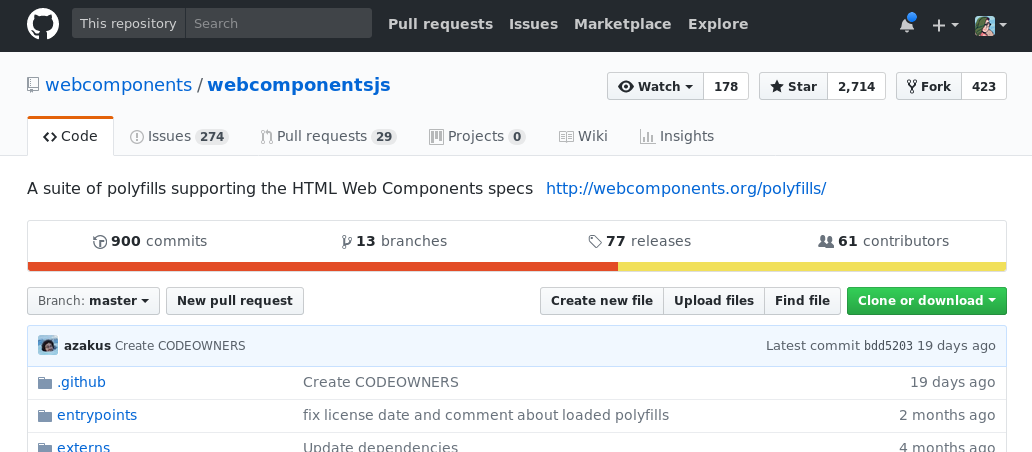 This repository Search Pull requests Issues Marketplace Explore
webcomponents / webcomponentsjs Watch 178 Star 2,714 Fork 423
Code Issues 274 Pull requests 29 Projects 0 Wiki Insights
A suite of polyfills supporting the HTML Web Components specs http://webcomponents.org/polyfills/
900 commits 13 branches 77 releases 61 contributors
Branch: master New pull request Create new file Upload files Find file Clone or download
azakus Create CODEOWNERS Latest commit bdd5203 19 days ago
.github Create CODEOWNERS 19 days ago
entrypoints fix license date and comment about loaded polyfills 2 months ago
externs Update dependencies 4 months ago